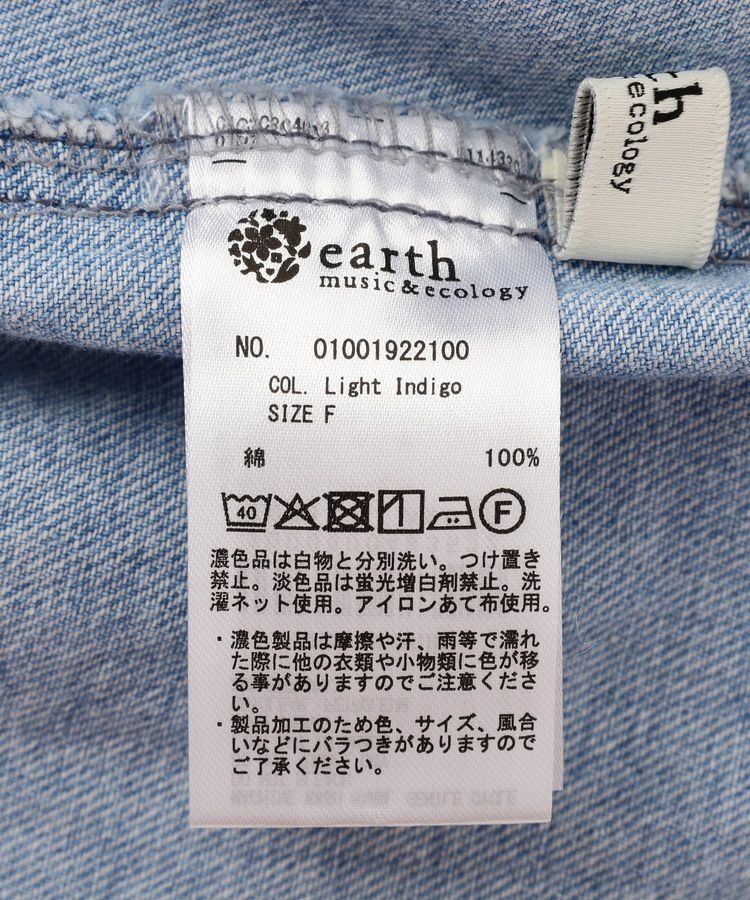 th
ecology
earth
music&ecology
NO. 01001922100
COL. Light Indigo
SIZE F
綿 100%
40
F
濃色品は白物と分別洗い。つけ置き
禁止。淡色品は蛍光増白剤禁止。洗
濯ネット使用。アイロンあて布使用。
・濃色製品は摩擦や汗、雨等で濡れ
た際に他の衣類や小物類に色が移
る事がありますのでご注意くださ
い。
・製品加工のため色、サイズ、風合
いなどにバラつきがありますので
ご了承ください。